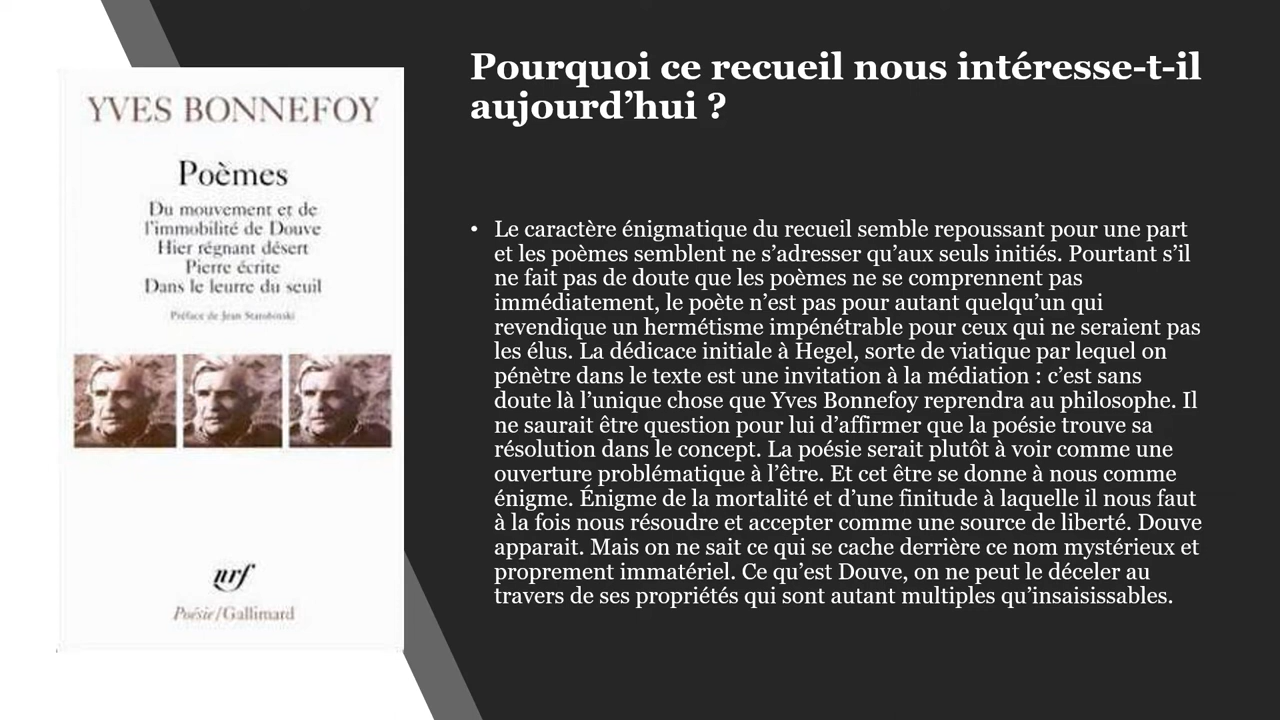 YVES BONNEFOY
Poèmes
Du mouvement et de
l'immobilité de Douve
Hier régnant désert
Pierre écrite
Dans le leurre du seuil
Préface de Jean Starobinski
nrf
Poésie/Gallimard
Pourquoi ce recueil nous intéresse-t-il
aujourd’hui ?
• Le caractère énigmatique du recueil semble repoussant pour une part
et les poèmes semblent ne s’adresser qu’aux seuls initiés. Pourtant s’il
ne fait pas de doute que les poèmes ne se comprennent pas
immédiatement, le poète n’est pas pour autant quelqu’un qui
revendique un hermétisme impénétrable pour ceux qui ne seraient pas
les élus. La dédicace initiale à Hegel, sorte de viatique par lequel on
pénètre dans le texte est une invitation à la médiation : c’est sans
doute là l’unique chose que Yves Bonnefoy reprendra au philosophe. Il
ne saurait être question pour lui d’affirmer que la poésie trouve sa
résolution dans le concept. La poésie serait plutôt à voir comme une
ouverture problématique à l’être. Et cet être se donne à nous comme
énigme. Énigme de la mortalité et d’une finitude à laquelle il nous faut
à la fois nous résoudre et accepter comme une source de liberté. Douve
apparait. Mais on ne sait ce qui se cache derrière ce nom mystérieux et
proprement immatériel. Ce qu’est Douve, on ne peut le déceler au
travers de ses propriétés qui sont autant multiples qu’insaisissables.